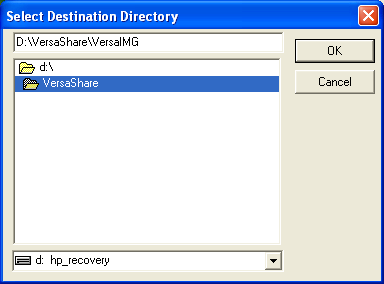 Select Destination Directory
D:\VersaShare\VersaIMG
OK
d:\
Cancel
VersaShare
d: hp_recovery